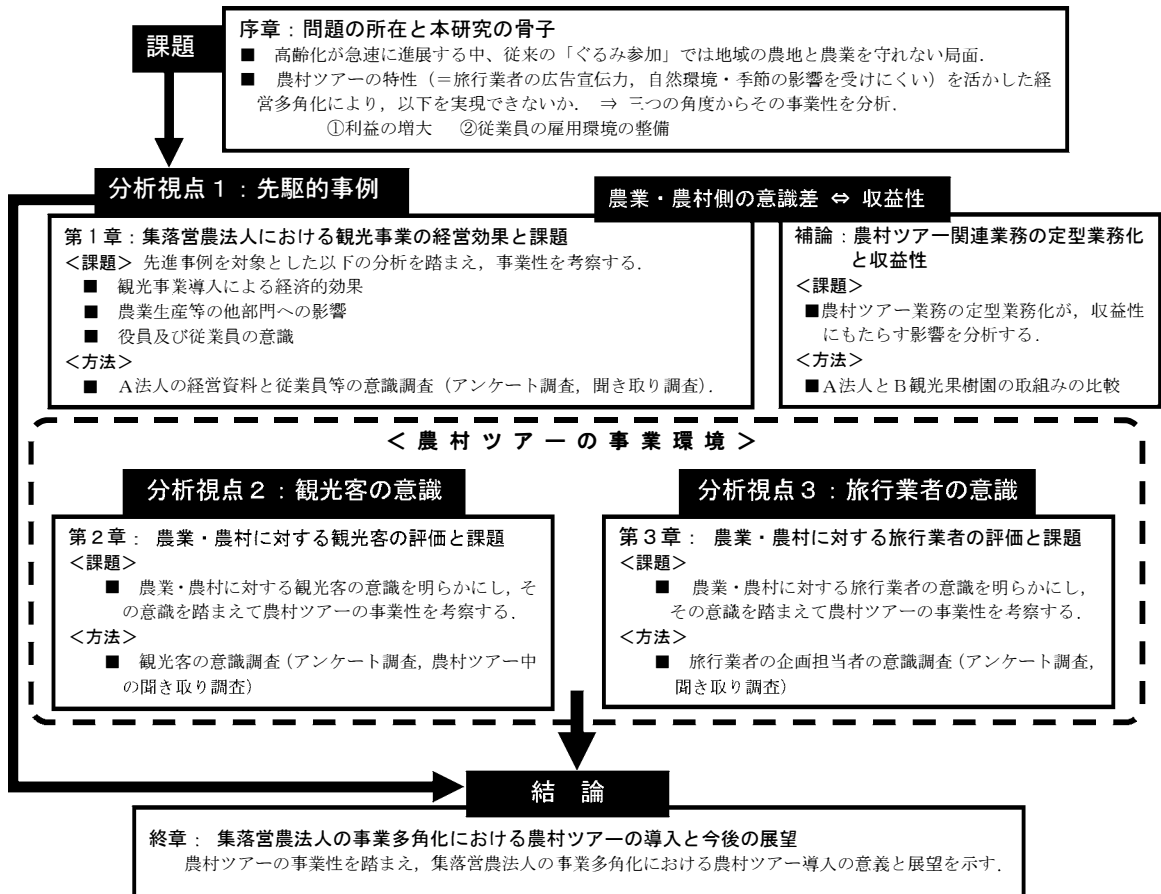 課題
序章：問題の所在と本研究の骨子
■ 高齢化が急速に進展する中、従来の「ぐるみ参加」では地域の農地と農業を守れない局面．
■ 農村ツアーの特性（＝旅行業者の広告宣伝力，自然環境・季節の影響を受けにくい）を活かした経
営多角化により，以下を実現できないか． ⇒ 三つの角度からその事業性を分析．
①利益の増大 ②従業員の雇用環境の整備
分析視点１：先駆的事例
農業・農村側の意識差 ⇔ 収益性
第１章：集落営農法人における観光事業の経営効果と課題
＜課題＞ 先進事例を対象とした以下の分析を踏まえ，事業性を考察する．
■ 観光事業導入による経済的効果
■ 農業生産等の他部門への影響
■ 役員及び従業員の意識
＜方法＞
■ Ａ法人の経営資料と従業員等の意識調査（アンケート調査，聞き取り調査）．
補論：農村ツアー関連業務の定型業務化
と収益性
＜課題＞
■農村ツアー業務の定型業務化が，収益性
にもたらす影響を分析する．
＜方法＞
■Ａ法人とＢ観光果樹園の取組みの比較
＜農村ツアーの事業環境＞
分析視点２：観光客の意識
第２章： 農業・農村に対する観光客の評価と課題
＜課題＞
■ 農業・農村に対する観光客の意識を明らかにし，そ
の意識を踏まえて農村ツアーの事業性を考察する．
＜方法＞
■ 観光客の意識調査（アンケート調査，農村ツアー中
の聞き取り調査）
分析視点３：旅行業者の意識
第３章： 農業・農村に対する旅行業者の評価と課題
＜課題＞
■ 農業・農村に対する旅行業者の意識を明らかにし，
その意識を踏まえて農村ツアーの事業性を考察する．
＜方法＞
■ 旅行業者の企画担当者の意識調査（アンケート調査，
聞き取り調査）
結 論
終章： 集落営農法人の事業多角化における農村ツアーの導入と今後の展望
農村ツアーの事業性を踏まえ，集落営農法人の事業多角化における農村ツアー導入の意義と展望を示す．